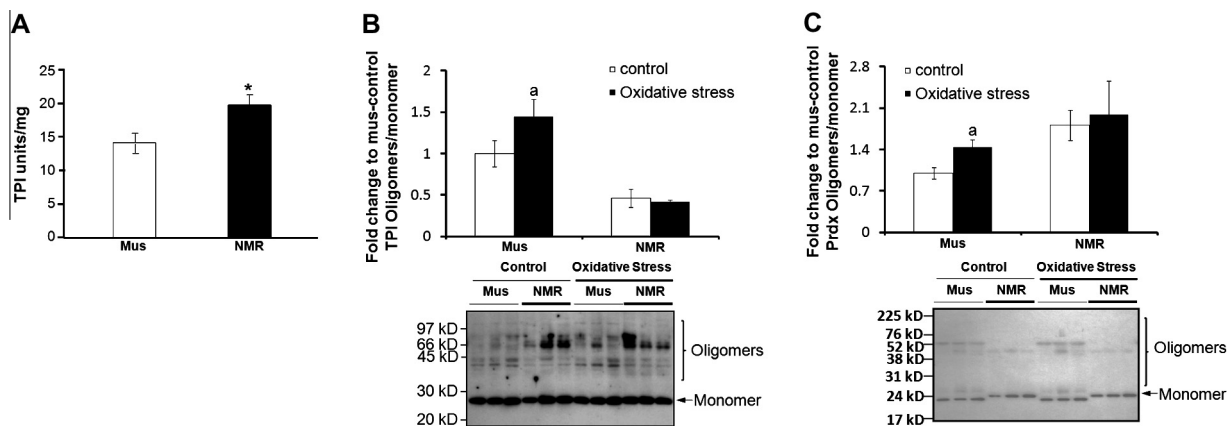 A
TPI units/mg
25
20
15
10
5
0
*
Mus
NMR
B
Fold change to mus-control
TPI Oligomers/monomer
2
1.5
1
0.5
0
control
Oxidative stress
a
Mus
NMR
Control
Oxidative Stress
Mus
NMR
Mus
NMR
97 kD
66 kD
45 kD
30 kD
20 kD
Oligomers
Monomer
C
Fold change to mus-control
Prdx Oligomers/monomer
2.8
2.1
1.4
0.7
0
control
Oxidative stress
a
Mus
NMR
Control
Oxidative Stress
Mus
NMR
Mus
NMR
225 kD
76 kD
52 kD
38 kD
31 kD
24 kD
17 kD
Oligomers
Monomer